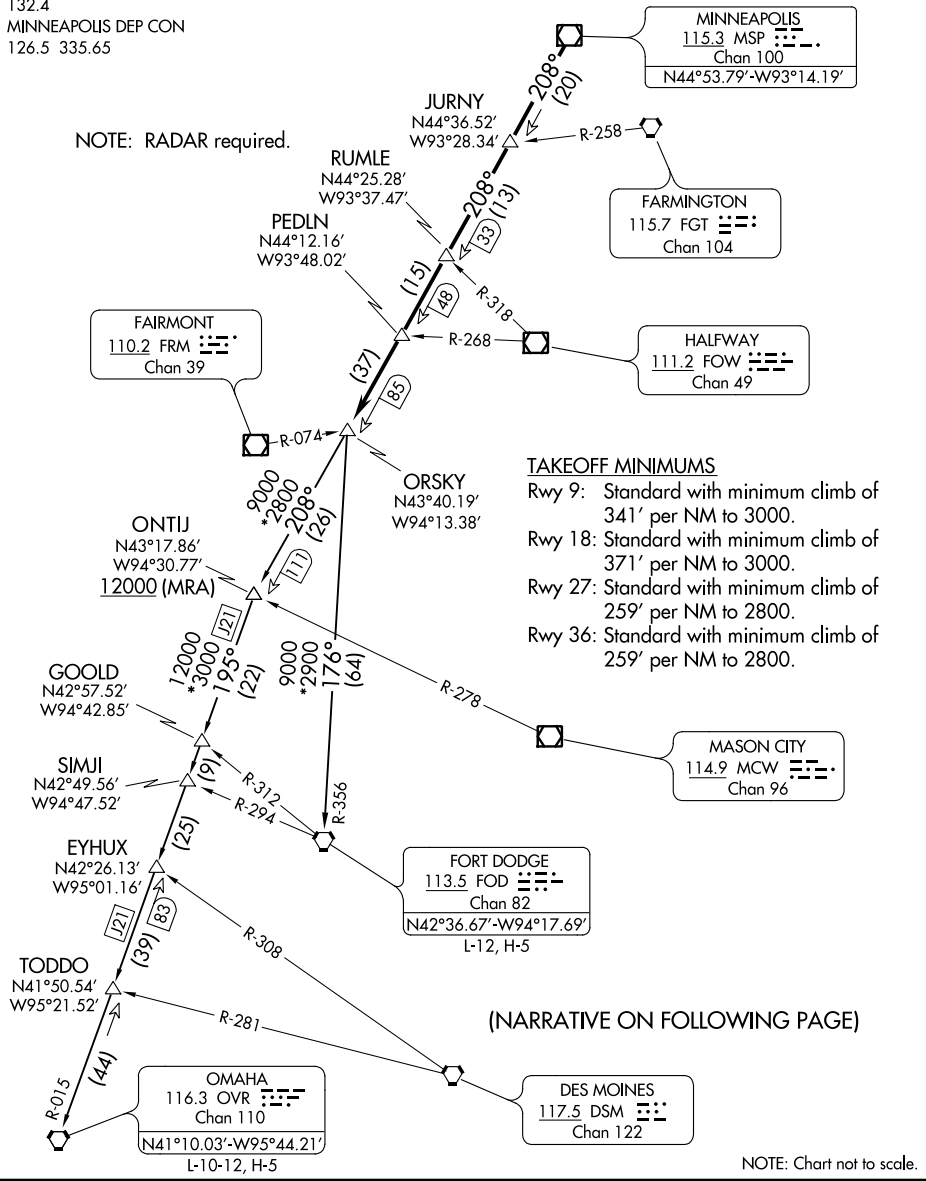 132.4
MINNEAPOLIS DEP CON
126.5 335.65
MINNEAPOLIS
115.3 MSP
Chan 100
N44°53.79'-W93°14.19'
208°
(20)
JURNY
N44°36.52'
W93°28.34'
NOTE: RADAR required.
R-258
FARMINGTON
115.7 FGT
Chan 104
RUMLE
N44°25.28'
W93°37.47'
208°
(13)
33
PEDLN
N44°12.16'
W93°48.02'
(15)
48
R-318
R-268
HALFWAY
111.2 FOW
Chan 49
FAIRMONT
110.2 FRM
Chan 39
(37)
85
R-074
ORSKY
N43°40.19'
W94°13.38'
TAKEOFF MINIMUMS
Rwy 9: Standard with minimum climb of
341' per NM to 3000.
Rwy 18: Standard with minimum climb of
371' per NM to 3000.
Rwy 27: Standard with minimum climb of
259' per NM to 2800.
Rwy 36: Standard with minimum climb of
259' per NM to 2800.
9000
*2800
208°
(26)
111
ONTIJ
N43°17.86'
W94°30.77'
12000 (MRA)
J21
12000
*3000
195°
(22)
9000
*2900
176°
(64)
R-278
MASON CITY
114.9 MCW
Chan 96
GOOLD
N42°57.52'
W94°42.85'
SIMJI
N42°49.56'
W94°47.52'
(9)
R-312
R-294
R-356
FORT DODGE
113.5 FOD
Chan 82
N42°36.67'-W94°17.69'
L-12, H-5
(25)
EYHUX
N42°26.13'
W95°01.16'
J21
83
(39)
R-308
TODDO
N41°50.54'
W95°21.52'
R-281
(NARRATIVE ON FOLLOWING PAGE)
(44)
R-015
OMAHA
116.3 OVR
Chan 110
N41°10.03'-W95°44.21'
L-10-12, H-5
DES MOINES
117.5 DSM
Chan 122
NOTE: Chart not to scale.